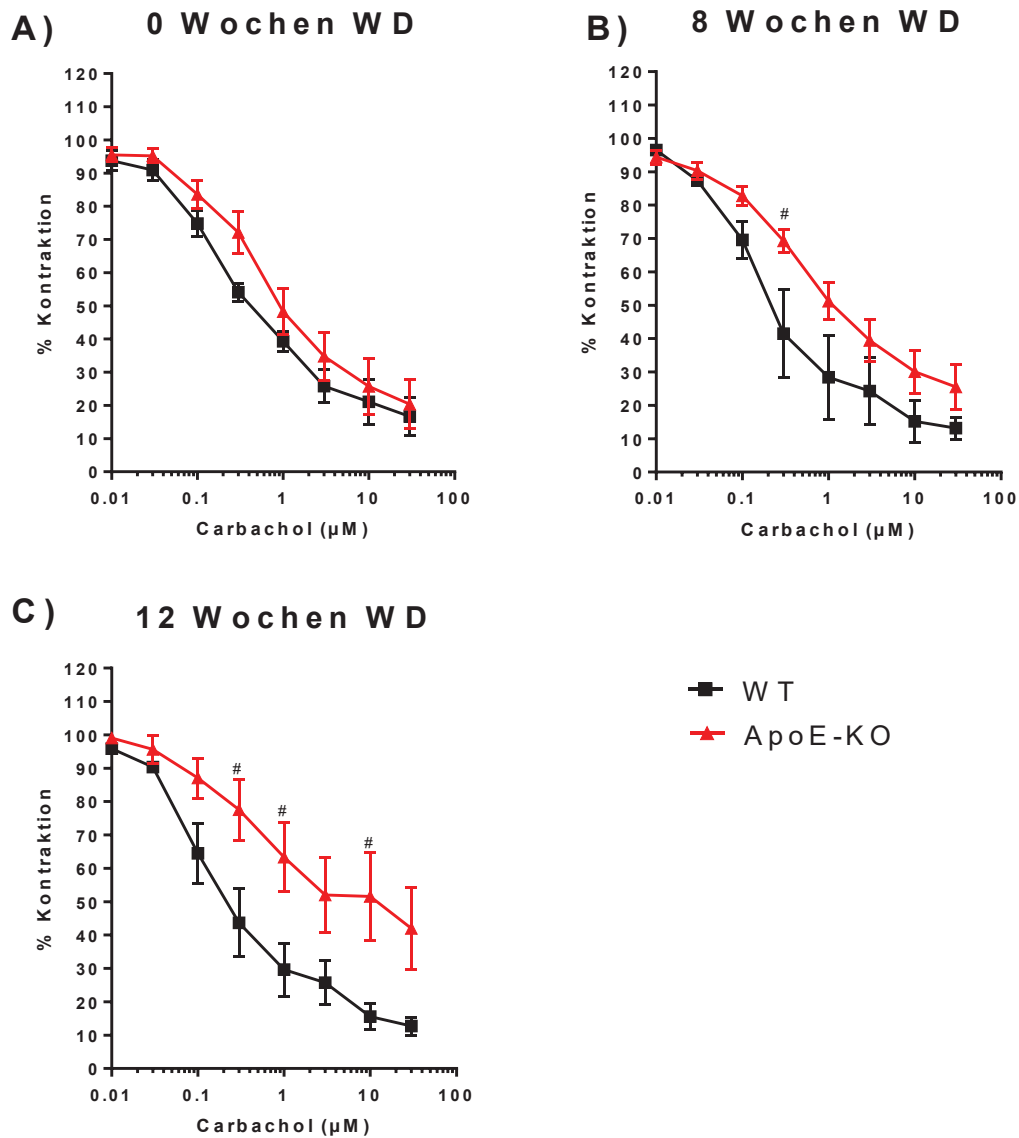 A) 0 Wochen WD
120
110
100
90
80
70
60
50
40
30
20
10
0
% Kontraktion
0.01 0.1 1 10 100
Carbachol (µM)
B) 8 Wochen WD
120
110
100
90
80
70
60
50
40
30
20
10
0
% Kontraktion
#
0.01 0.1 1 10 100
Carbachol (µM)
C) 12 Wochen WD
120
110
100
90
80
70
60
50
40
30
20
10
0
% Kontraktion
# # #
0.01 0.1 1 10 100
Carbachol (µM)
WT
ApoE-KO